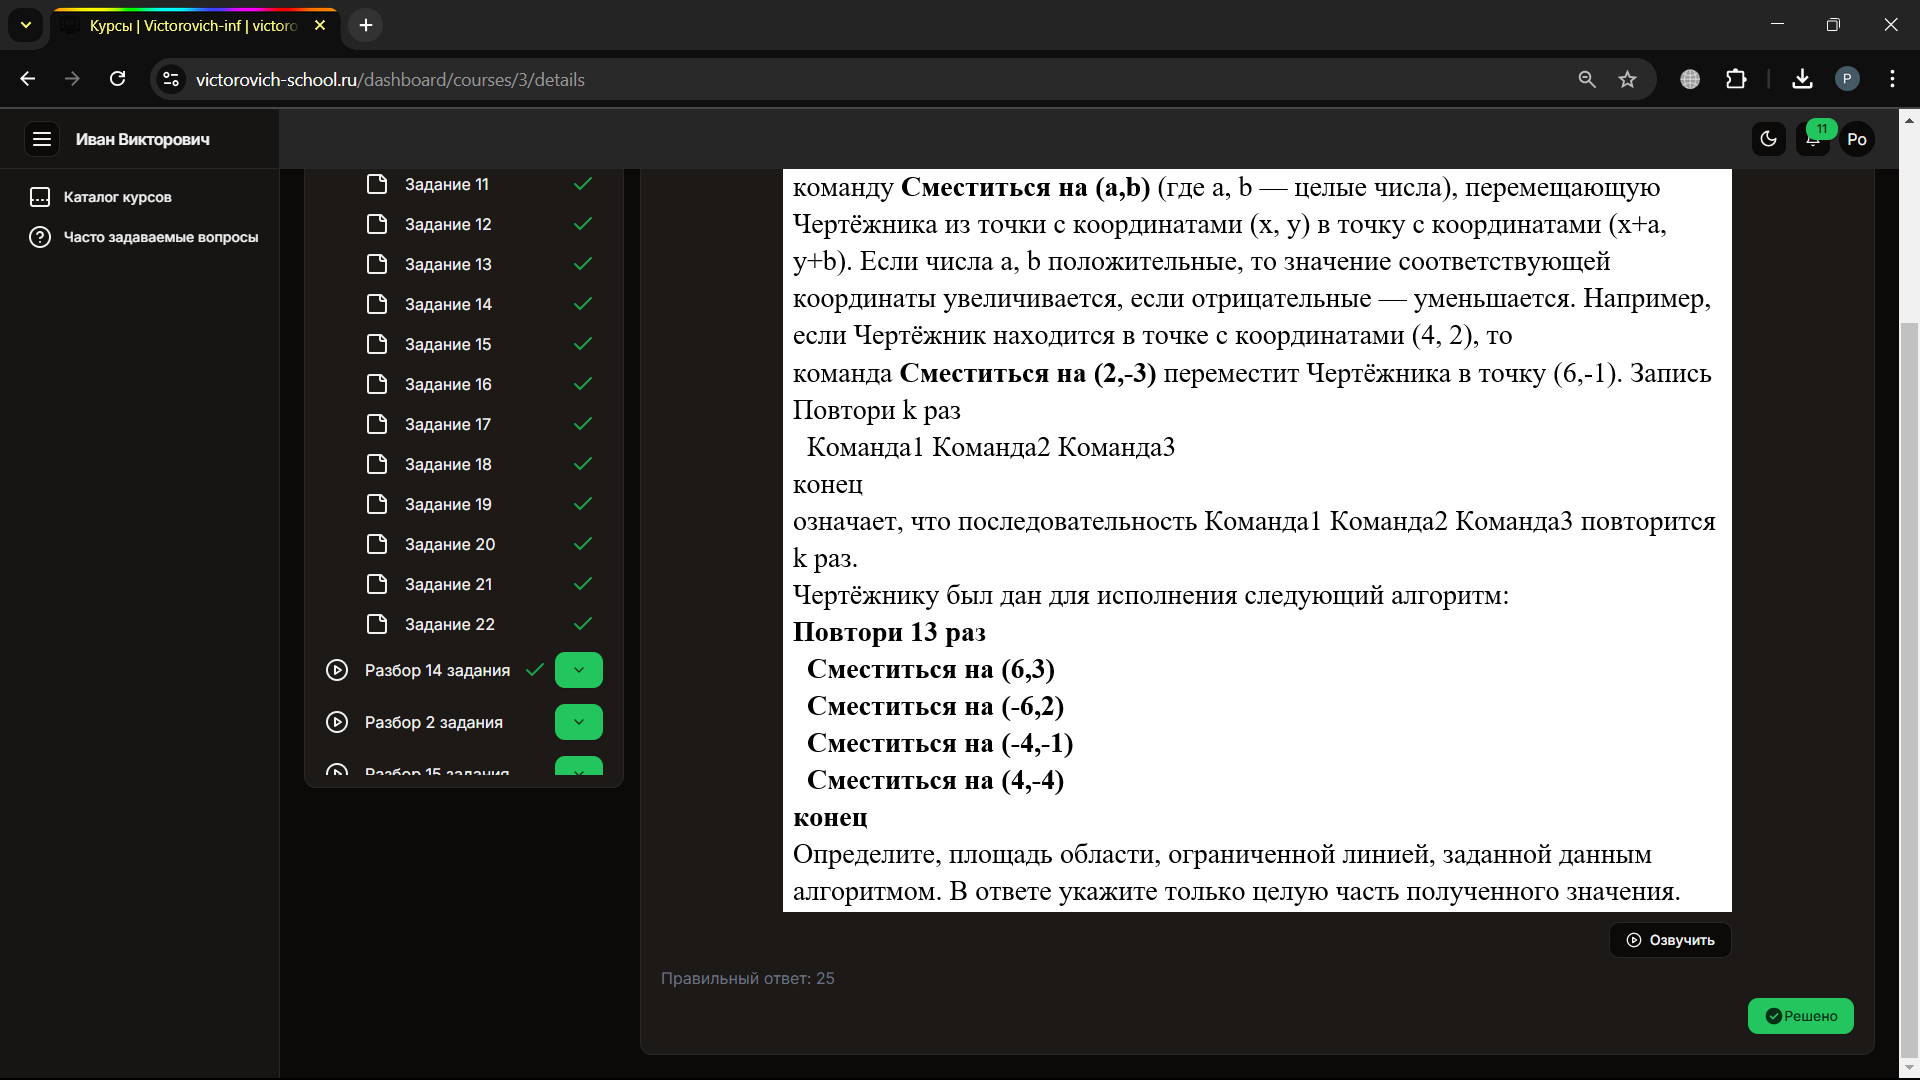 Курсы | Victorovich-inf | victoro
victorovich-school.ru/dashboard/courses/3/details
P
Иван Викторович
11
Po
Каталог курсов
Часто задаваемые вопросы
Задание 11
Задание 12
Задание 13
Задание 14
Задание 15
Задание 16
Задание 17
Задание 18
Задание 19
Задание 20
Задание 21
Задание 22
Разбор 14 задания
Разбор 2 задания
Разбор 15 задания
команду Сместиться на (a,b) (где a, b — целые числа), перемещающую
Чертёжника из точки с координатами (x, y) в точку с координатами (x+a,
y+b). Если числа a, b положительные, то значение соответствующей
координаты увеличивается, если отрицательные — уменьшается. Например,
если Чертёжник находится в точке с координатами (4, 2), то
команда Сместиться на (2,-3) переместит Чертёжника в точку (6,-1). Запись
Повтори k раз
Команда1 Команда2 Команда3
конец
означает, что последовательность Команда1 Команда2 Команда3 повторится
k раз.
Чертёжнику был дан для исполнения следующий алгоритм:
Повтори 13 раз
Сместиться на (6,3)
Сместиться на (-6,2)
Сместиться на (-4,-1)
Сместиться на (4,-4)
конец
Определите, площадь области, ограниченной линией, заданной данным
алгоритмом. В ответе укажите только целую часть полученного значения.
Озвучить
Правильный ответ: 25
Решено